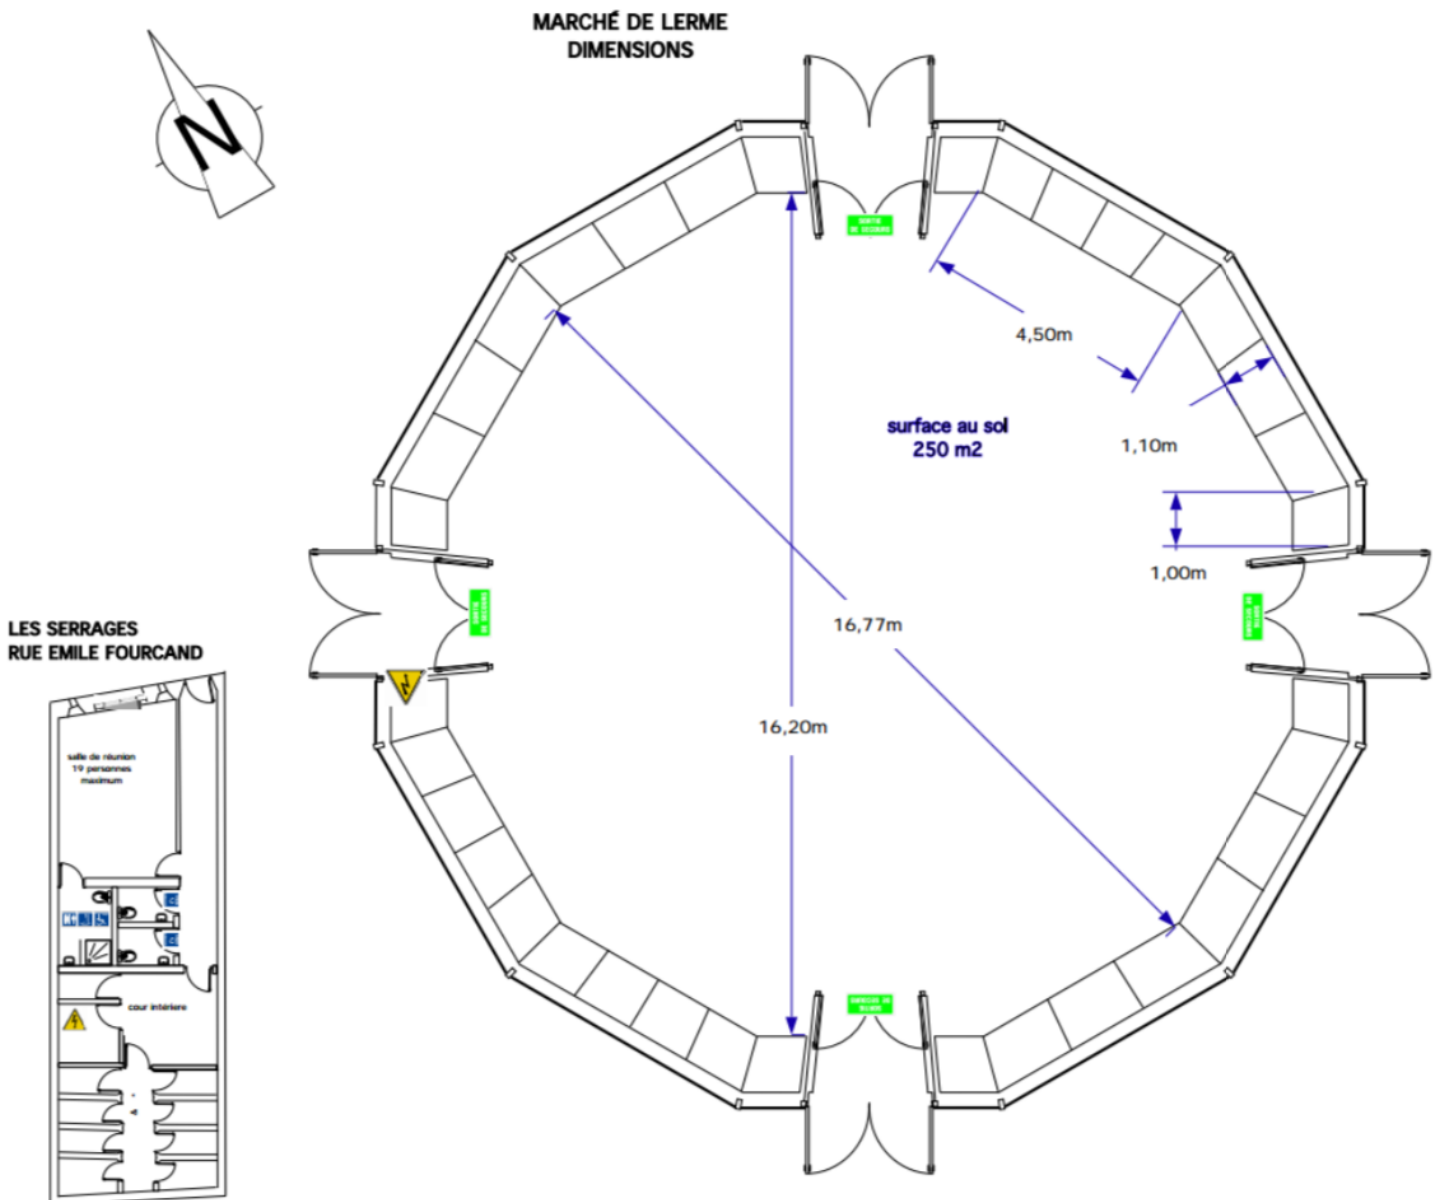 MARCHÉ DE LERME
DIMENSIONS
N
4,50m
surface au sol
250 m2
1,10m
1,00m
16,77m
16,20m
LES SERRAGES
RUE EMILE FOURCAND
salle de réunion
19 personnes
maximum
cour intérieure